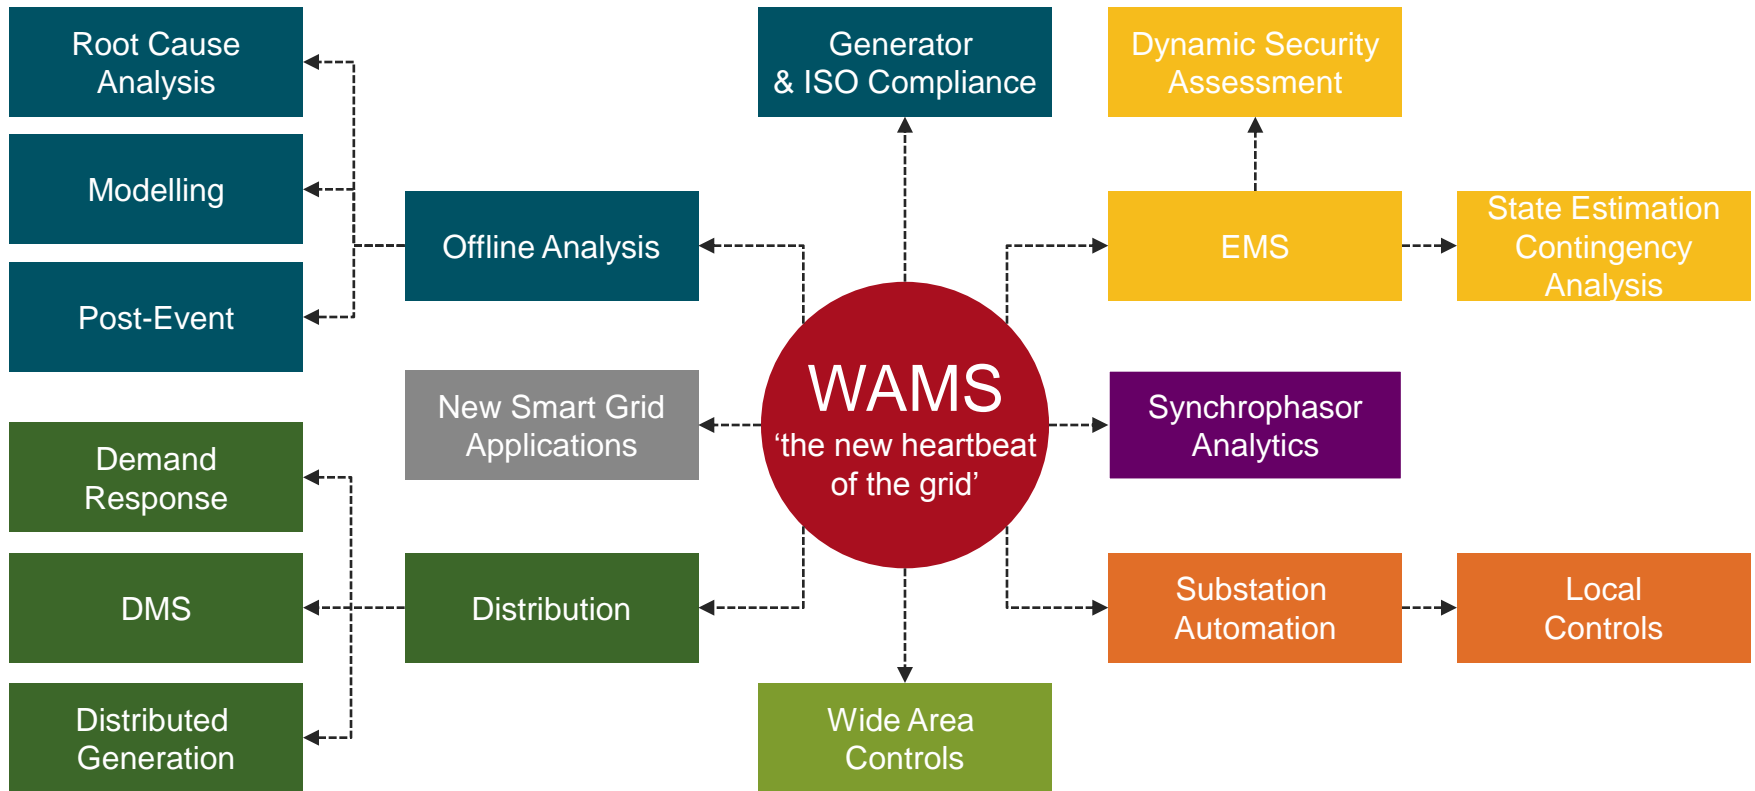 Root Cause
Analysis
Generator
& ISO Compliance
Dynamic Security
Assessment
Modelling
Offline Analysis
EMS
State Estimation
Contingency
Analysis
Post-Event
WAMS
‘the new heartbeat
of the grid’
New Smart Grid
Applications
Synchrophasor
Analytics
Demand
Response
DMS
Distribution
Substation
Automation
Local
Controls
Distributed
Generation
Wide Area
Controls